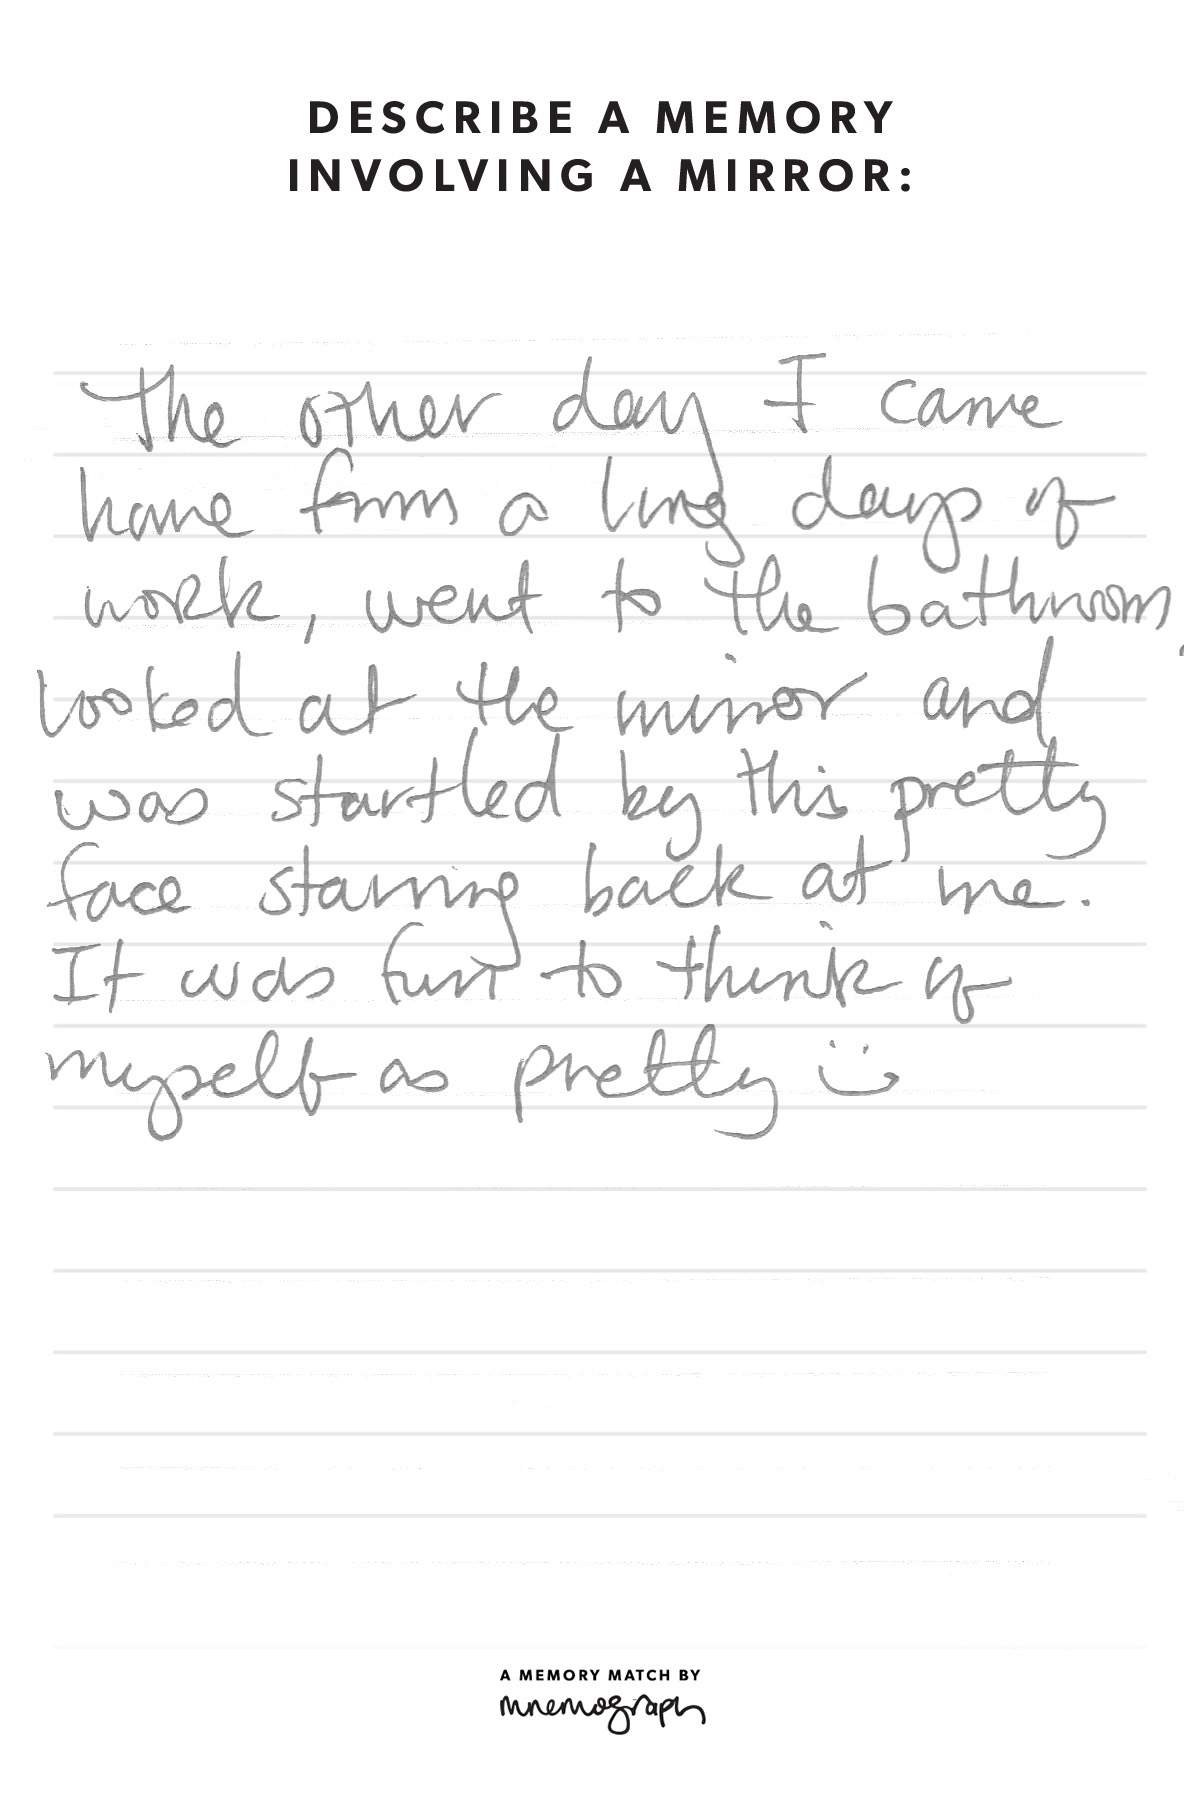 DESCRIBE A MEMORY
INVOLVING A MIRROR:
The other day I came
home from a long days of
work, went to the bathroom,
looked at the mirror and
was startled by this pretty
face starring back at me.
It was fun to think of
myself as pretty :)
A MEMORY MATCH BY
mnemograph